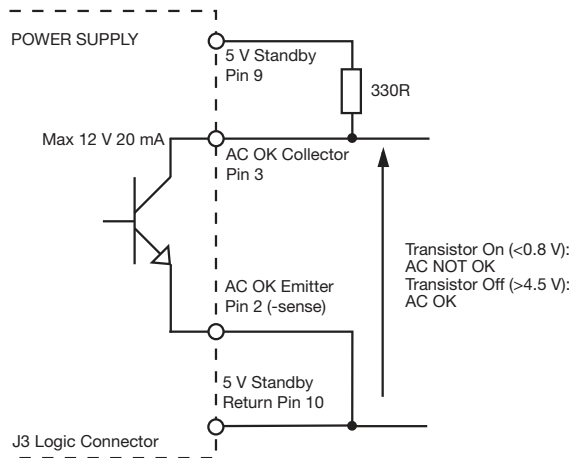 POWER SUPPLY
5 V Standby
Pin 9
330R
Max 12 V 20 mA
AC OK Collector
Pin 3
Transistor On (<0.8 V):
AC NOT OK
Transistor Off (>4.5 V):
AC OK
AC OK Emitter
Pin 2 (-sense)
5 V Standby
Return Pin 10
J3 Logic Connector